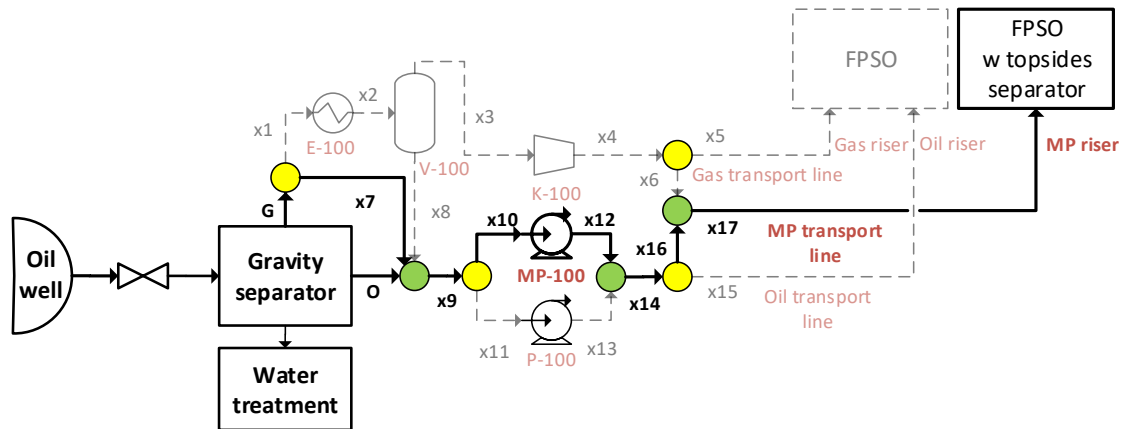 FPSO
FPSO
w topsides
separator
x1
x2
x3
x4
x5
E-100
V-100
K-100
x6
Gas riser
Oil riser
MP riser
Gas transport line
G
x7
x8
x10
x12
x16
x17
MP transport
line
Oil
well
Gravity
separator
O
x9
MP-100
x14
x15
Oil transport
line
x11
P-100
x13
Water
treatment